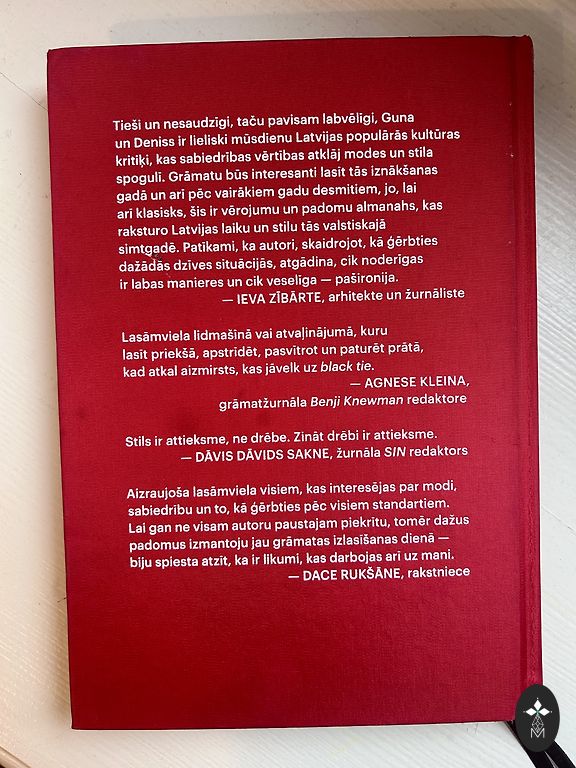 Tieši un nesaudzīgi, taču pavisam labvēlīgi, Guna
un Deniss ir lieliski mūsdienu Latvijas populārās kultūras
kritiķi, kas sabiedrības vērtības atklāj modes un stila
spogulī. Grāmatu būs interesanti lasīt tās iznākšanas
gadā un arī pēc vairākiem gadu desmitiem, jo, lai
arī klasisks, šis ir vērojumu un padomu almanahs, kas
raksturo Latvijas laiku un stilu tās valstiskajā
simtgadē. Patīkami, ka autori, skaidrojot, kā ģērbties
dažādās dzīves situācijās, atgādina, cik noderīgas
ir labas manieres un cik veselīga — pašironija.
— IEVA ZĪBĀRTE, arhitekte un žurnāliste
Lasāmviela lidmašīnā vai atvaļinājumā, kuru
lasīt priekšā, apstrīdēt, pasvītrot un paturēt prātā,
kad atkal aizmirsts, kas jāvelk uz black tie.
— AGNESE KLEINA,
grāmatžurnāla Benji Knewman redaktore
Stils ir attieksme, ne drēbe. Zināt drēbi ir attieksme.
— DĀVIS DĀVIDS SAKNE, žurnāla SIN redaktors
Aizraujoša lasāmviela visiem, kas interesējas par modi,
sabiedrību un to, kā ģērbties pēc visiem standartiem.
Lai gan ne visam autoru paustajam piekritu, tomēr dažus
padomus izmantoju jau grāmatas izlasīšanas dienā —
biju spiesta atzīt, ka ir likumi, kas darbojas arī uz mani.
— DACE RUKŠĀNE, rakstniece
M